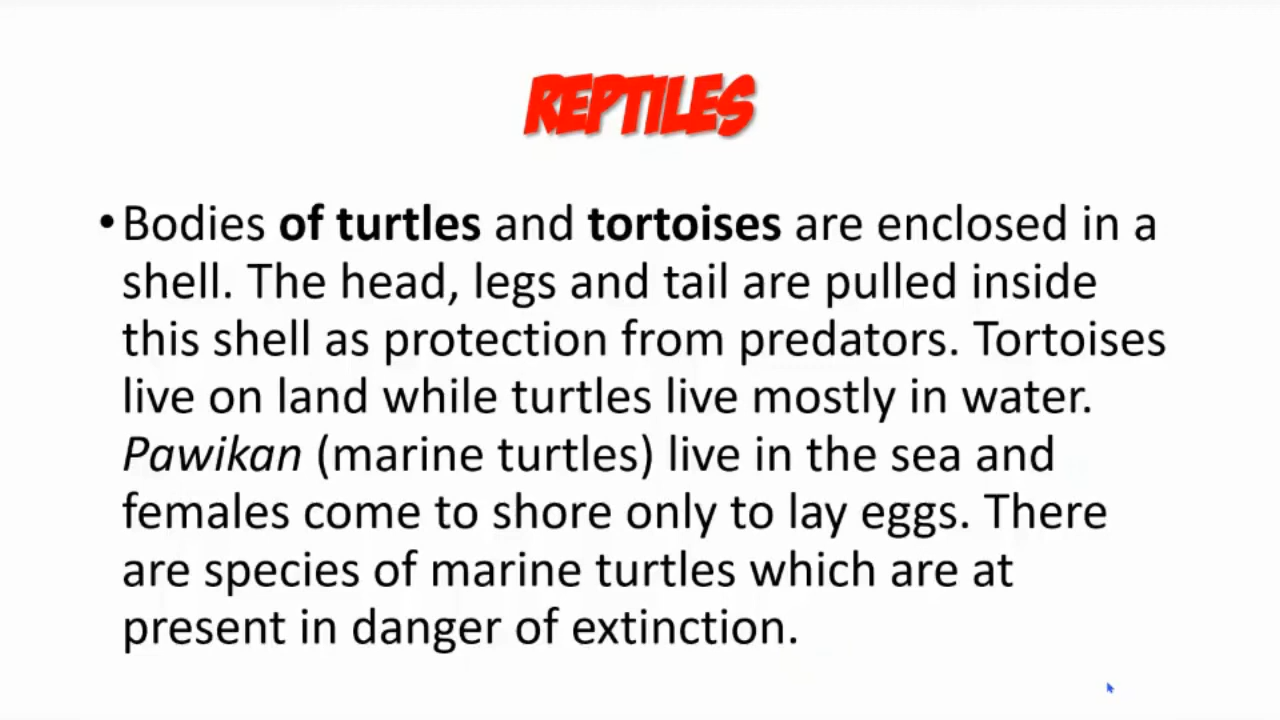 REPTILES
•Bodies of turtles and tortoises are enclosed in a
shell. The head, legs and tail are pulled inside
this shell as protection from predators. Tortoises
live on land while turtles live mostly in water.
Pawikan (marine turtles) live in the sea and
females come to shore only to lay eggs. There
are species of marine turtles which are at
present in danger of extinction.